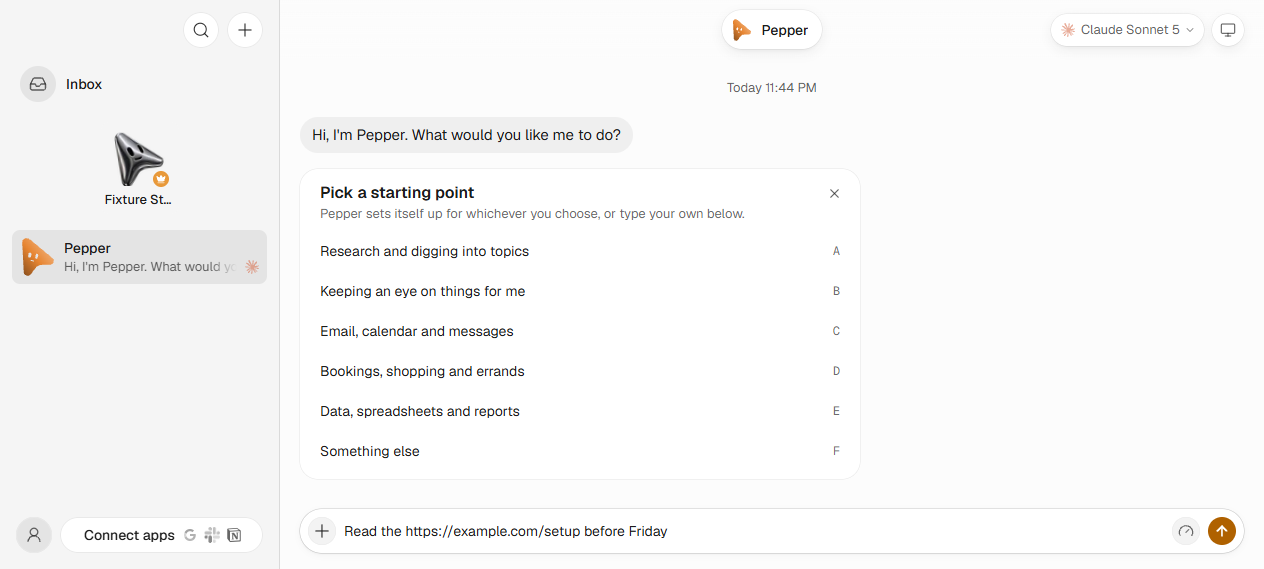 Inbox
Fixture St...
Pepper
Hi, I'm Pepper. What would yo
Connect apps
Pepper
Claude Sonnet 5
Today 11:44 PM
Hi, I'm Pepper. What would you like me to do?
Pick a starting point
Pepper sets itself up for whichever you choose, or type your own below.
Research and digging into topics A
Keeping an eye on things for me B
Email, calendar and messages C
Bookings, shopping and errands D
Data, spreadsheets and reports E
Something else F
Read the https://example.com/setup before Friday